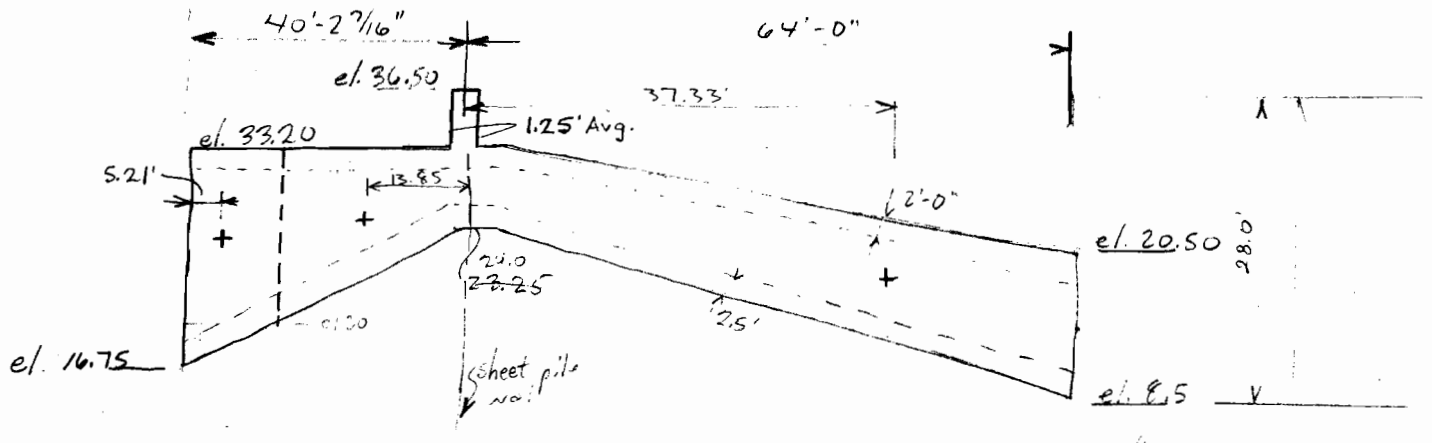 40'-2 7/16"
64'-0"
el. 36.50
37.33'
1.25' Avg.
el. 33.20
5.21'
13.85
2'-0"
el. 20.50
28.0'
24.0
23.25
2.5'
el. 16.75
sheet pile
el. 8.5